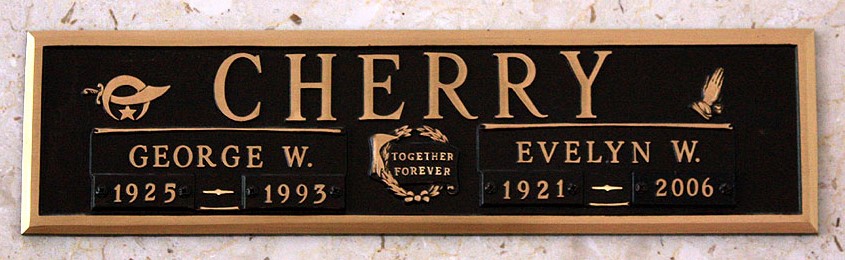 CHERRY
GEORGE W.
1925 — 1993
TOGETHER
FOREVER
EVELYN W.
1921 — 2006